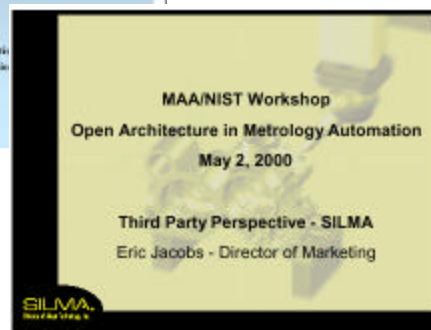 MAA/NIST Workshop
Open Architecture in Metrology Automation
May 2, 2000
Third Party Perspective - SILMA
Eric Jacobs - Director of Marketing
SILMA